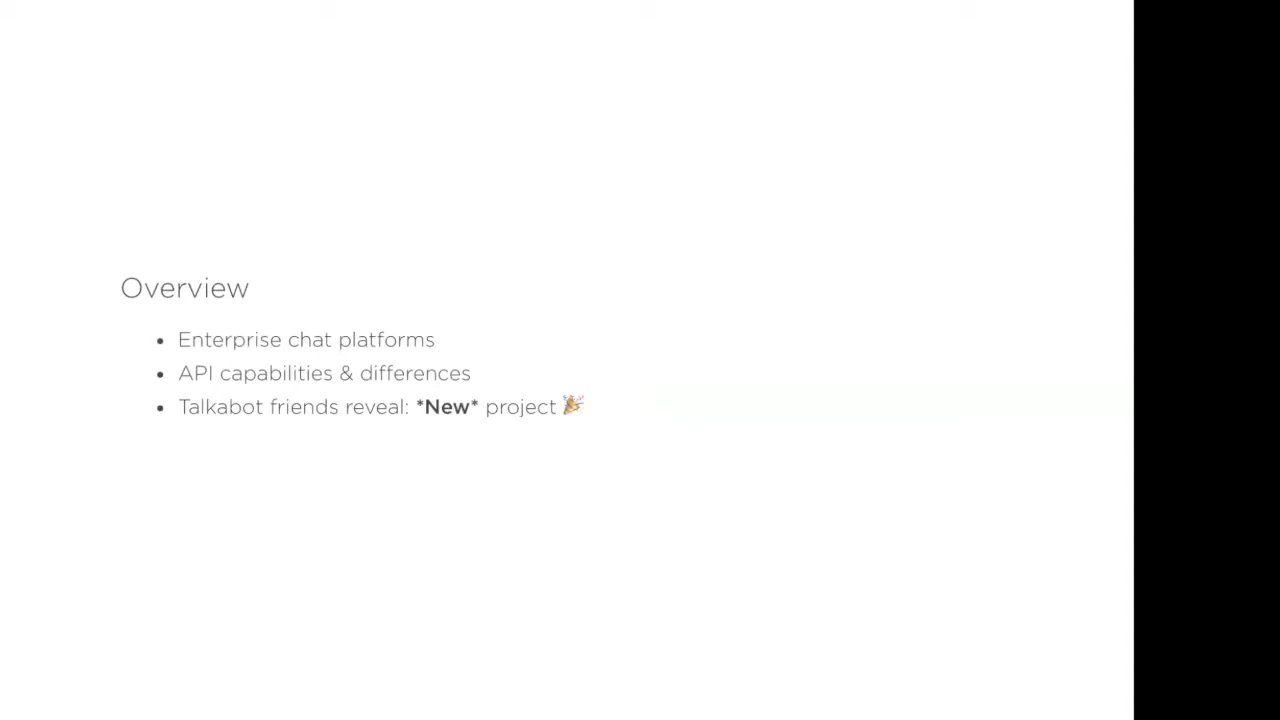 Overview
• Enterprise chat platforms
• API capabilities & differences
• Talkabot friends reveal: *New* project 🎉